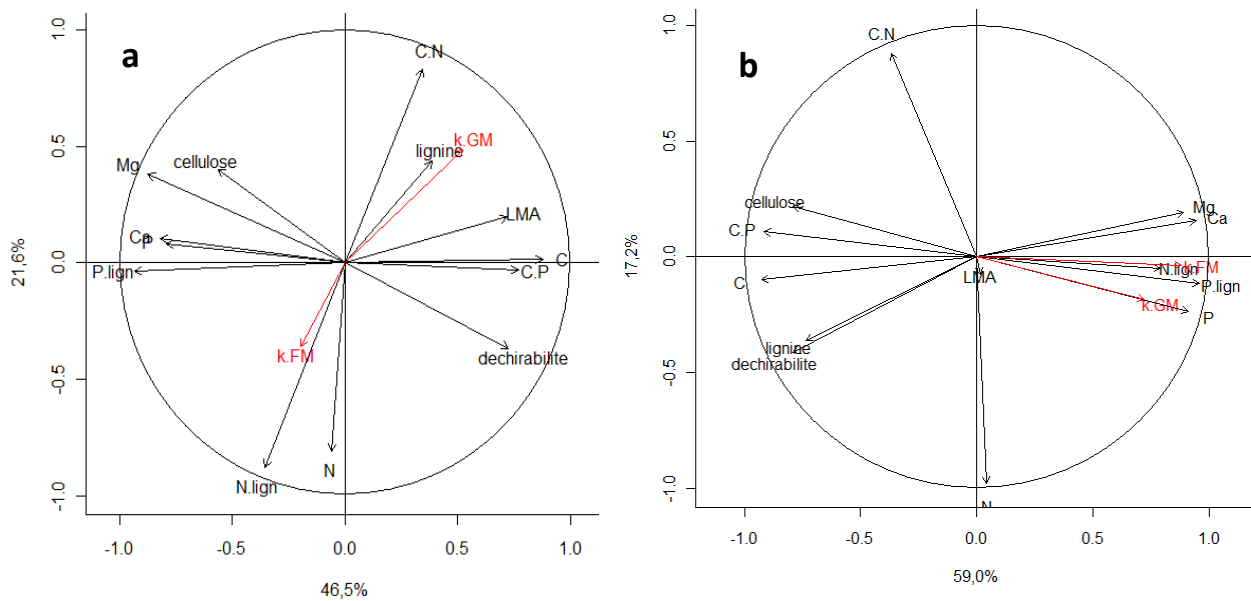 a
1.0
0.5
0.0
-0.5
-1.0
21,6%
C.N
k.GM
lignine
cellulose
Mg
LMA
Ca
P
P.lign
C
C.P
dechirabilite
k.FM
N
N.lign
-1.0 -0.5 0.0 0.5 1.0
46,5%
b
1.0
0.5
0.0
-0.5
-1.0
17,2%
C.N
cellulose
Mg
Ca
C.P
k.FM
N.lign
C
LMA
P.lign
k.GM
P
lignine
dechirabilite
N
-1.0 -0.5 0.0 0.5 1.0
59,0%